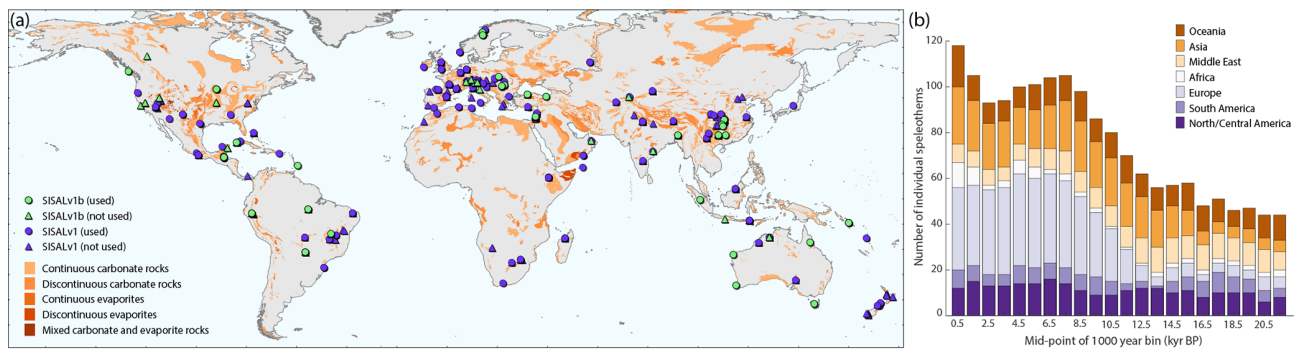 (a)
SISALv1b (used)
SISALv1b (not used)
SISALv1 (used)
SISALv1 (not used)
Continuous carbonate rocks
Discontinuous carbonate rocks
Continuous evaporites
Discontinuous evaporites
Mixed carbonate and evaporite rocks
(b)
Oceania
Asia
Middle East
Africa
Europe
South America
North/Central America
Number of individual speleothems
120
100
80
60
40
20
0
0.5 2.5 4.5 6.5 8.5 10.5 12.5 14.5 16.5 18.5 20.5
Mid-point of 1000 year bin (kyr BP)